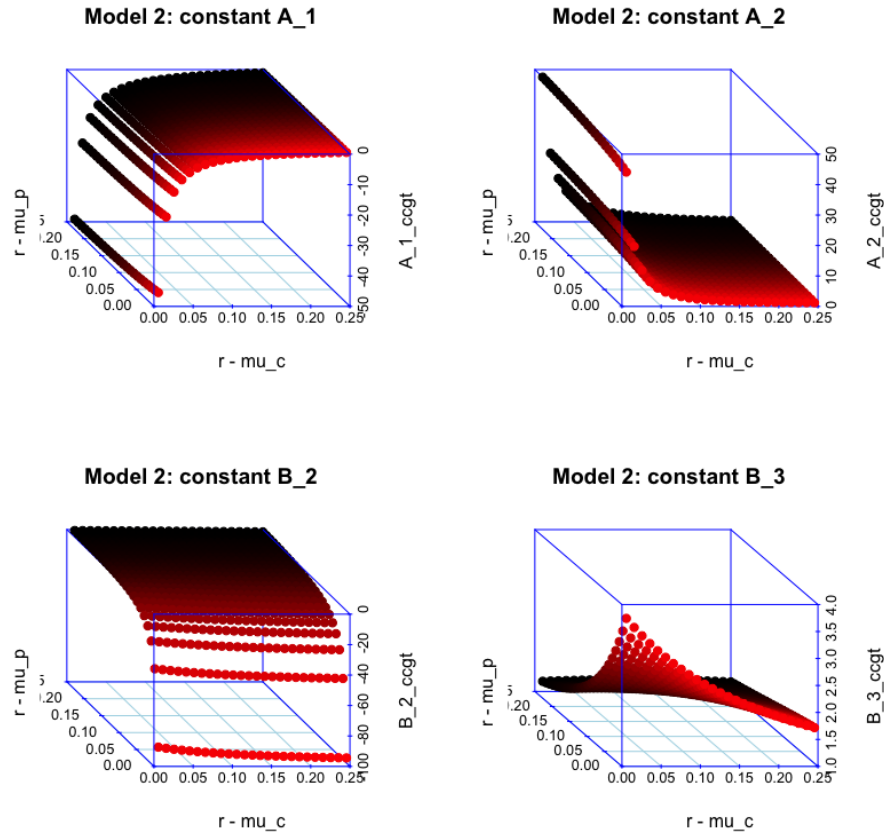 Model 2: constant A_1
r - mu_p
0.20
0.15
0.10
0.05
0.00
0.00 0.05 0.10 0.15 0.20 0.25
r - mu_c
0
-10
-20
-30
-40
-50
A_1_ccgt
Model 2: constant A_2
r - mu_p
0.20
0.15
0.10
0.05
0.00
0.00 0.05 0.10 0.15 0.20 0.25
r - mu_c
50
40
30
20
10
0
A_2_ccgt
Model 2: constant B_2
r - mu_p
0.20
0.15
0.10
0.05
0.00
0.00 0.05 0.10 0.15 0.20 0.25
r - mu_c
0
-20
-40
-60
-80
-100
B_2_ccgt
Model 2: constant B_3
r - mu_p
0.20
0.15
0.10
0.05
0.00
0.00 0.05 0.10 0.15 0.20 0.25
r - mu_c
4.0
3.5
3.0
2.5
2.0
1.5
1.0
B_3_ccgt